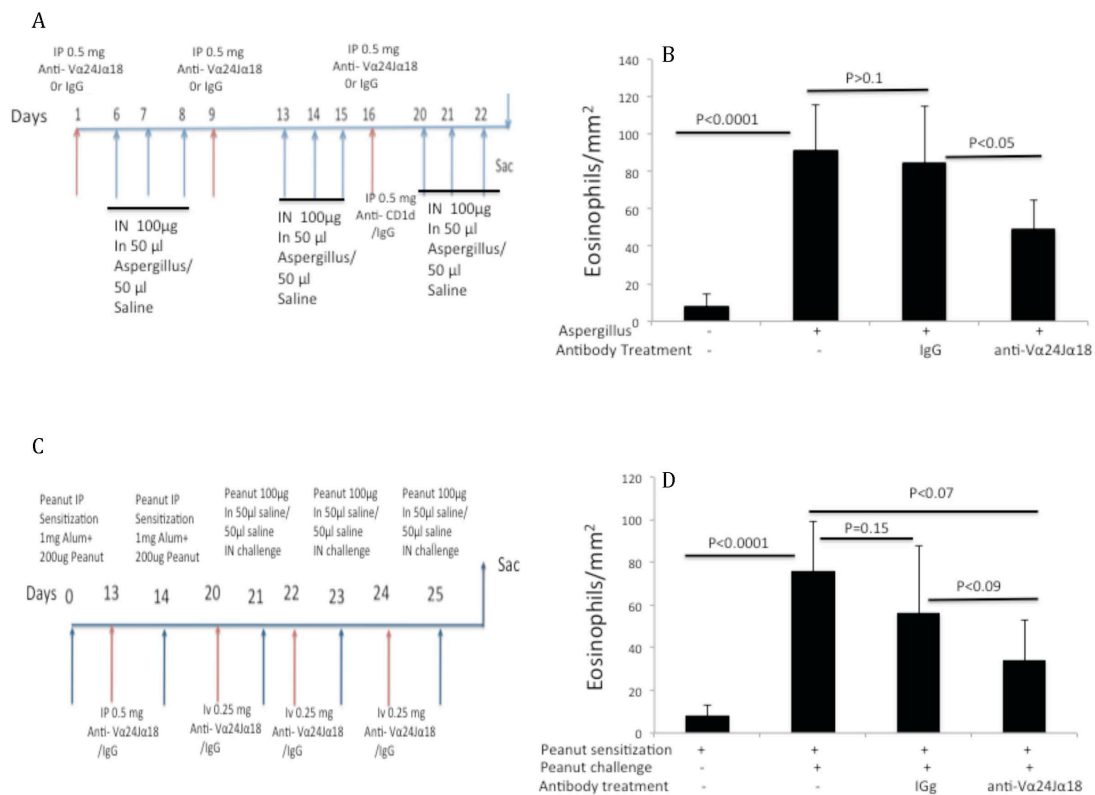 A
IP 0.5 mg
Anti- Vα24Jα18
0r IgG
IP 0.5 mg
Anti- Vα24Jα18
0r IgG
IP 0.5 mg
Anti- Vα24Jα18
0r IgG
Days 1 6 7 8 9 13 14 15 16 20 21 22
Sac
IN 100μg
In 50 μl
Aspergillus/
50 μl
Saline
IN 100μg
In 50 μl
Aspergillus/
50 μl
Saline
IP 0.5 mg
Anti- CD1d
/IgG
IN 100μg
In 50 μl
Aspergillus/
50 μl
Saline
B
Eosinophils/mm2
140
120
100
80
60
40
20
0
P<0.0001
P>0.1
P<0.05
Aspergillus - + + +
Antibody Treatment - - IgG anti-Vα24Jα18
C
Peanut IP
Sensitization
1mg Alum+
200ug Peanut
Peanut IP
Sensitization
1mg Alum+
200ug Peanut
Peanut 100μg
In 50μl saline/
50μl saline
IN challenge
Peanut 100μg
In 50μl saline/
50μl saline
IN challenge
Peanut 100μg
In 50μl saline/
50μl saline
IN challenge
Sac
Days 0 13 14 20 21 22 23 24 25
IP 0.5 mg
Anti- Vα24Jα18
/IgG
Iv 0.25 mg
Anti- Vα24Jα18
/IgG
Iv 0.25 mg
Anti- Vα24Jα18
/IgG
Iv 0.25 mg
Anti- Vα24Jα18
/IgG
D
Eosinophils/mm2
120
100
80
60
40
20
0
P<0.0001
P<0.07
P=0.15
P<0.09
Peanut sensitization + + + +
Peanut challenge - + + +
Antibody treatment - - IGg anti-Vα24Jα18